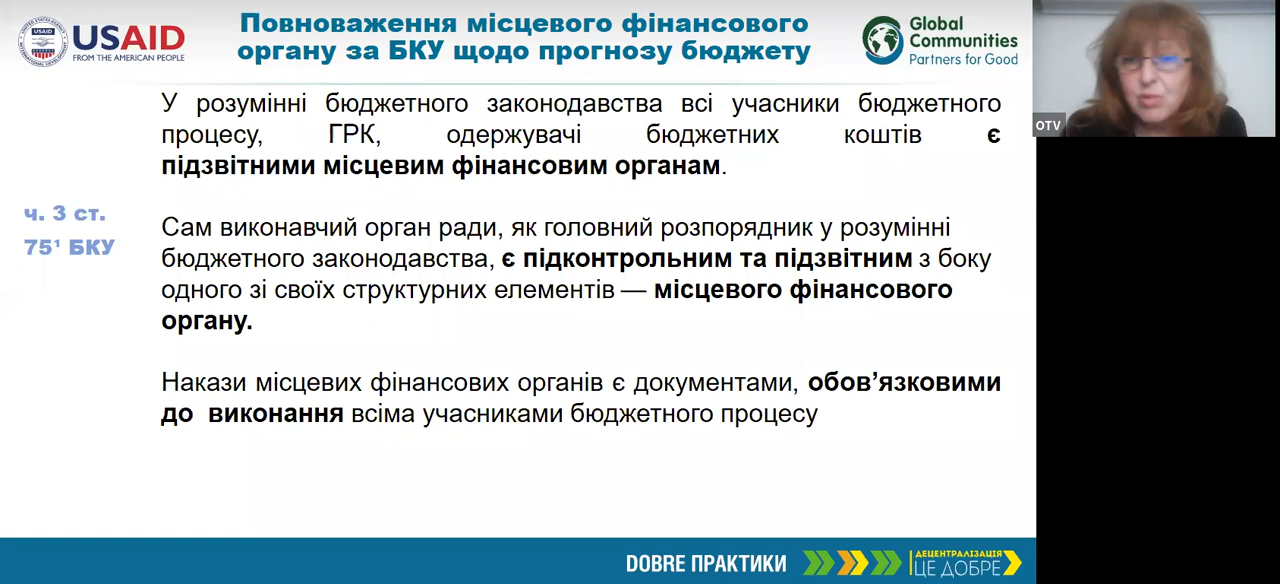 USAID
FROM THE AMERICAN PEOPLE
Повноваження місцевого фінансового
органу за БКУ щодо прогнозу бюджету
Global
Communities
Partners for Good
OTV
У розумінні бюджетного законодавства всі учасники бюджетного
процесу, ГРК, одержувачі бюджетних коштів є
підзвітними місцевим фінансовим органам.
ч. 3 ст.
75¹ БКУ
Сам виконавчий орган ради, як головний розпорядник у розумінні
бюджетного законодавства, є підконтрольним та підзвітним з боку
одного зі своїх структурних елементів — місцевого фінансового
органу.
Накази місцевих фінансових органів є документами, обов’язковими
до виконання всіма учасниками бюджетного процесу
DOBRE ПРАКТИКИ
ДЕЦЕНТРАЛІЗАЦІЯ
ЦЕ ДОБРЕ